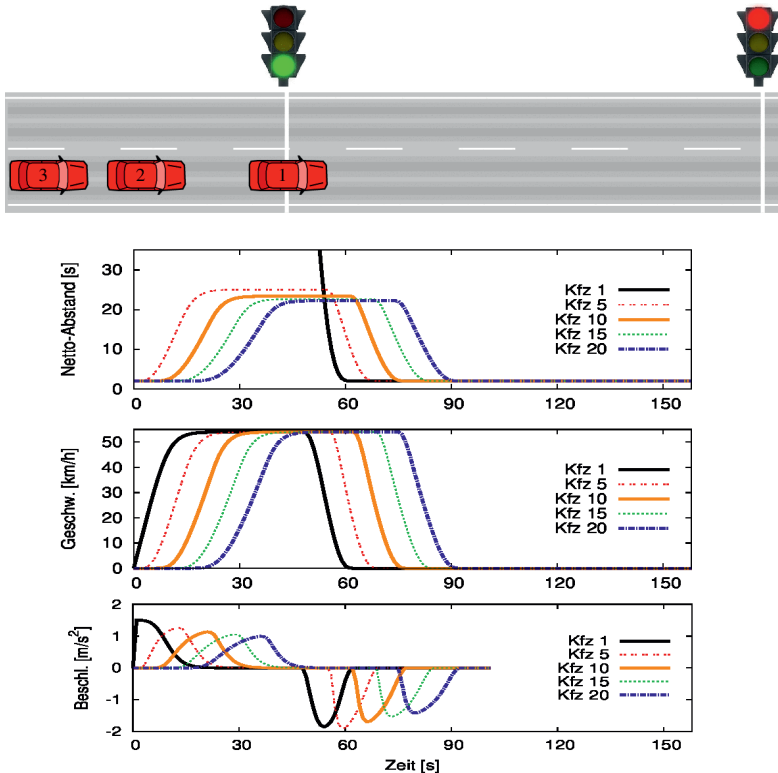 3 2 1
Netto-Abstand [s]
30
20
10
0
Kfz 1
Kfz 5
Kfz 10
Kfz 15
Kfz 20
0 30 60 90 120 150
Geschw. [km/h]
50
40
30
20
10
0
Kfz 1
Kfz 5
Kfz 10
Kfz 15
Kfz 20
0 30 60 90 120 150
Beschl. [m/s²]
2
1
0
-1
-2
Kfz 1
Kfz 5
Kfz 10
Kfz 15
Kfz 20
0 30 60 90 120 150
Zeit [s]